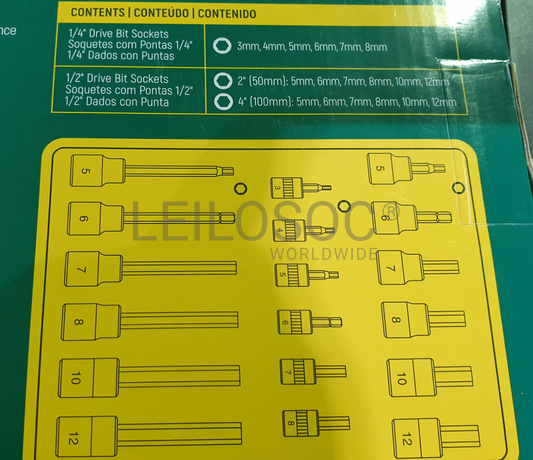 nce
CONTENTS | CONTEÚDO | CONTENIDO
1/4" Drive Bit Sockets
Soquetes com Pontas 1/4"
1/4" Dados con Puntas
3mm, 4mm, 5mm, 6mm, 7mm, 8mm
1/2" Drive Bit Sockets
Soquetes com Pontas 1/2"
1/2" Dados con Punta
2" (50mm): 5mm, 6mm, 7mm, 8mm, 10mm, 12mm
4" (100mm): 5mm, 6mm, 7mm, 8mm, 10mm, 12mm
5
3
5
6
4
6
LEILOSOC®
WORLDWIDE
7
5
7
8
6
8
10
7
10
12
8
12